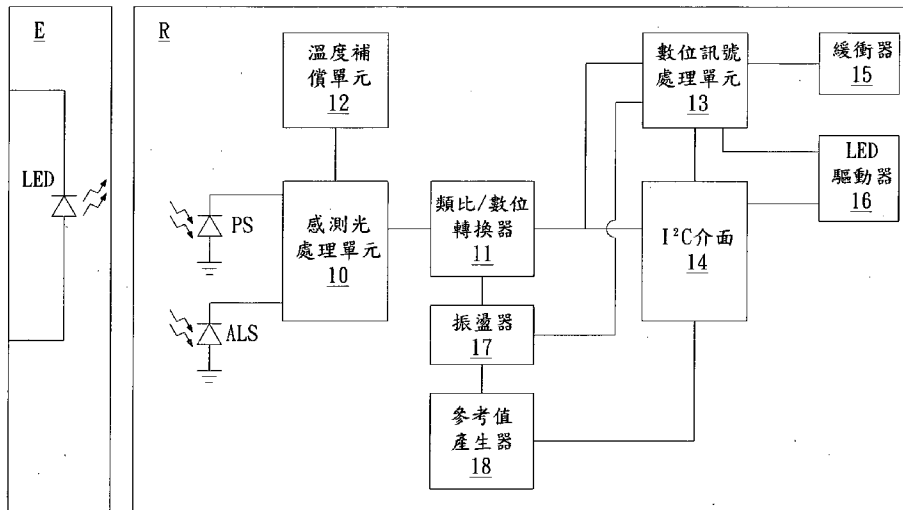 E
LED
R
溫度補
償單元
12
PS
ALS
感測光
處理單元
10
類比/數位
轉換器
11
振盪器
17
參考值
產生器
18
數位訊號
處理單元
13
I²C介面
14
緩衝器
15
LED
驅動器
16